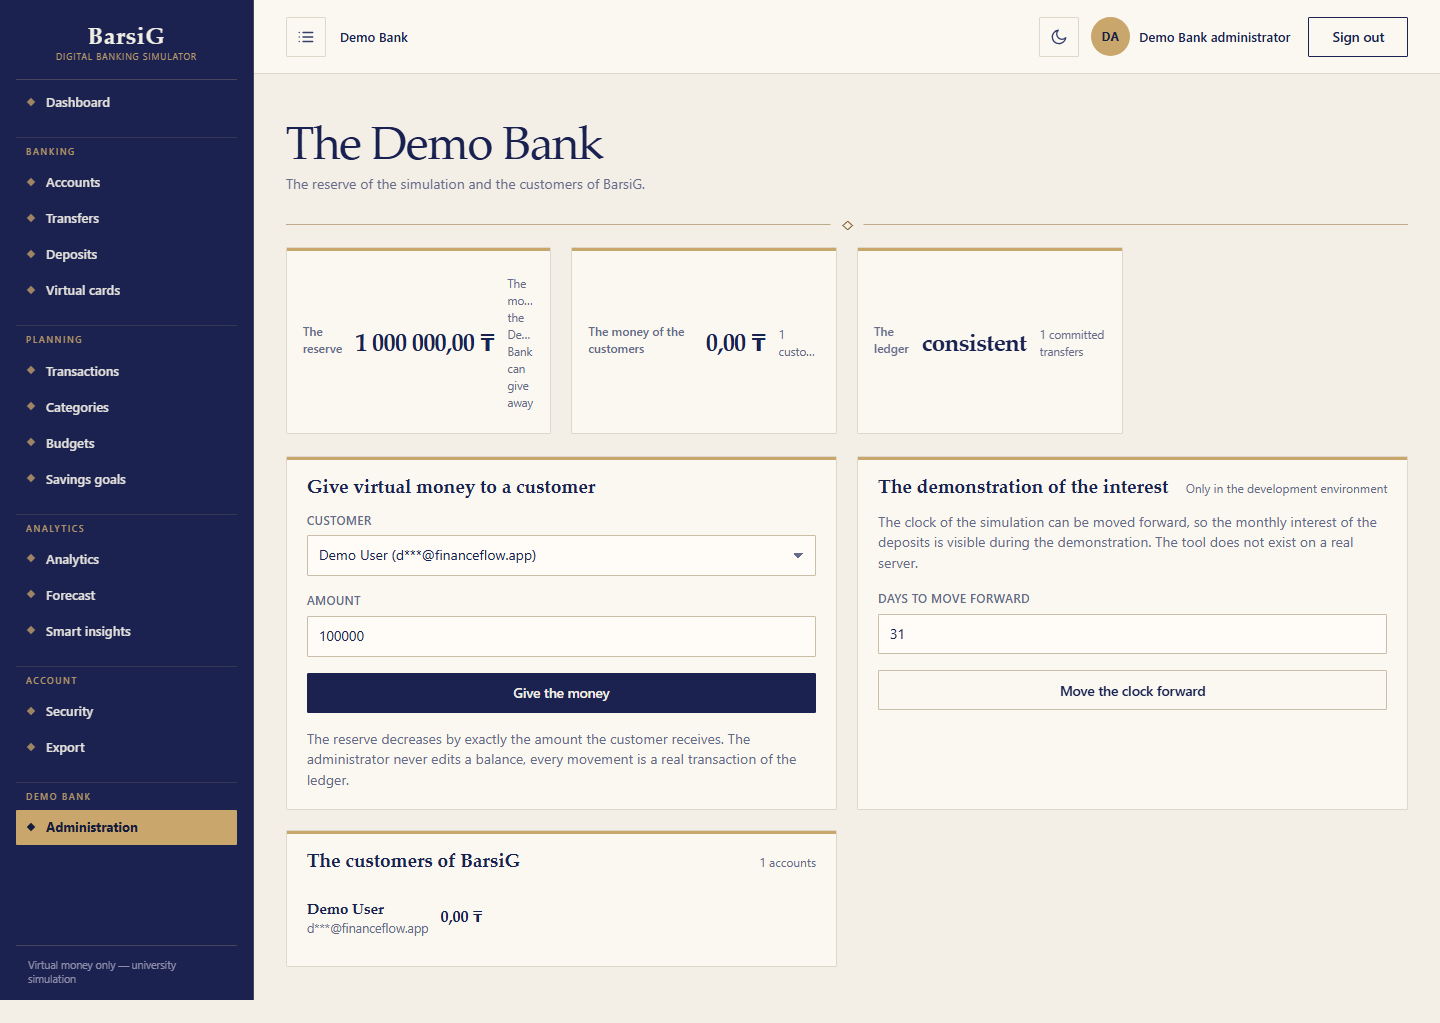 BarsiG
DIGITAL BANKING SIMULATOR
Dashboard
BANKING
Accounts
Transfers
Deposits
Virtual cards
PLANNING
Transactions
Categories
Budgets
Savings goals
ANALYTICS
Analytics
Forecast
Smart insights
ACCOUNT
Security
Export
DEMO BANK
Administration
Virtual money only — university
simulation
Demo Bank
DA
Demo Bank administrator
Sign out
The Demo Bank
The reserve of the simulation and the customers of BarsiG.
The
reserve
1 000 000,00 ₸
The
mo...
the
De...
Bank
can
give
away
The money of the
customers
0,00 ₸
1
custo...
The
ledger
consistent
1 committed
transfers
Give virtual money to a customer
CUSTOMER
Demo User (d***@financeflow.app)
AMOUNT
100000
Give the money
The reserve decreases by exactly the amount the customer receives. The
administrator never edits a balance, every movement is a real transaction of the
ledger.
The demonstration of the interest
Only in the development environment
The clock of the simulation can be moved forward, so the monthly interest of the
deposits is visible during the demonstration. The tool does not exist on a real
server.
DAYS TO MOVE FORWARD
31
Move the clock forward
The customers of BarsiG
1 accounts
Demo User
d***@financeflow.app
0,00 ₸